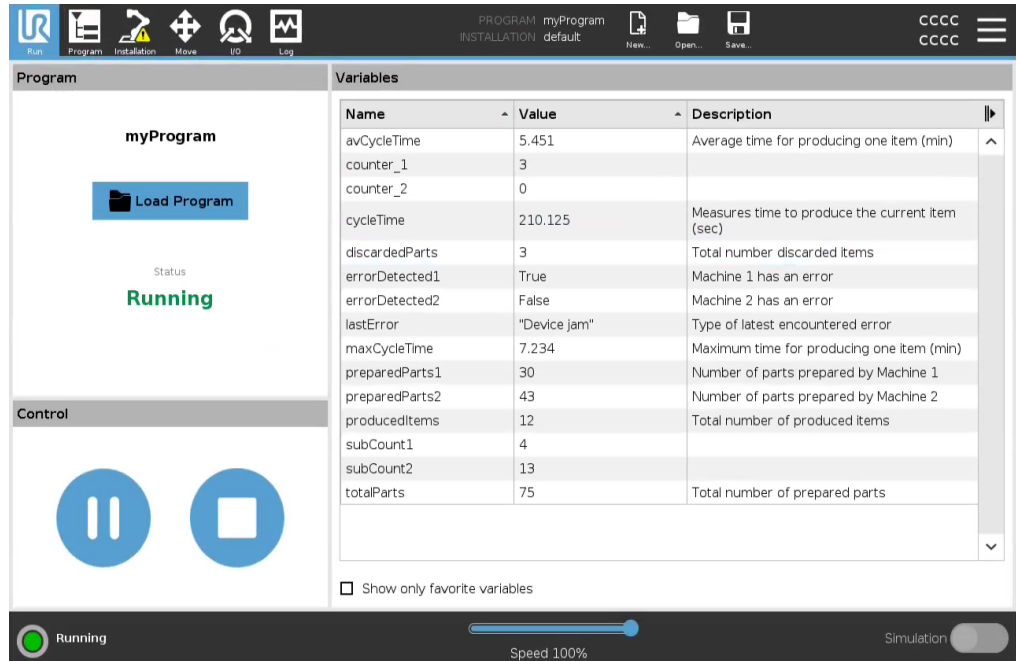 UR
Run
Program
Installation
Move
I/O
Log
PROGRAM myProgram
INSTALLATION default
New...
Open...
Save...
CCCC
CCCC
Program
myProgram
Load Program
Status
Running
Control
Variables
Name Value Description
avCycleTime 5.451 Average time for producing one item (min)
counter_1 3
counter_2 0
cycleTime 210.125 Measures time to produce the current item
(sec)
discardedParts 3 Total number discarded items
errorDetected1 True Machine 1 has an error
errorDetected2 False Machine 2 has an error
lastError "Device jam" Type of latest encountered error
maxCycleTime 7.234 Maximum time for producing one item (min)
preparedParts1 30 Number of parts prepared by Machine 1
preparedParts2 43 Number of parts prepared by Machine 2
producedItems 12 Total number of produced items
subCount1 4
subCount2 13
totalParts 75 Total number of prepared parts
Show only favorite variables
Running
Speed 100%
Simulation